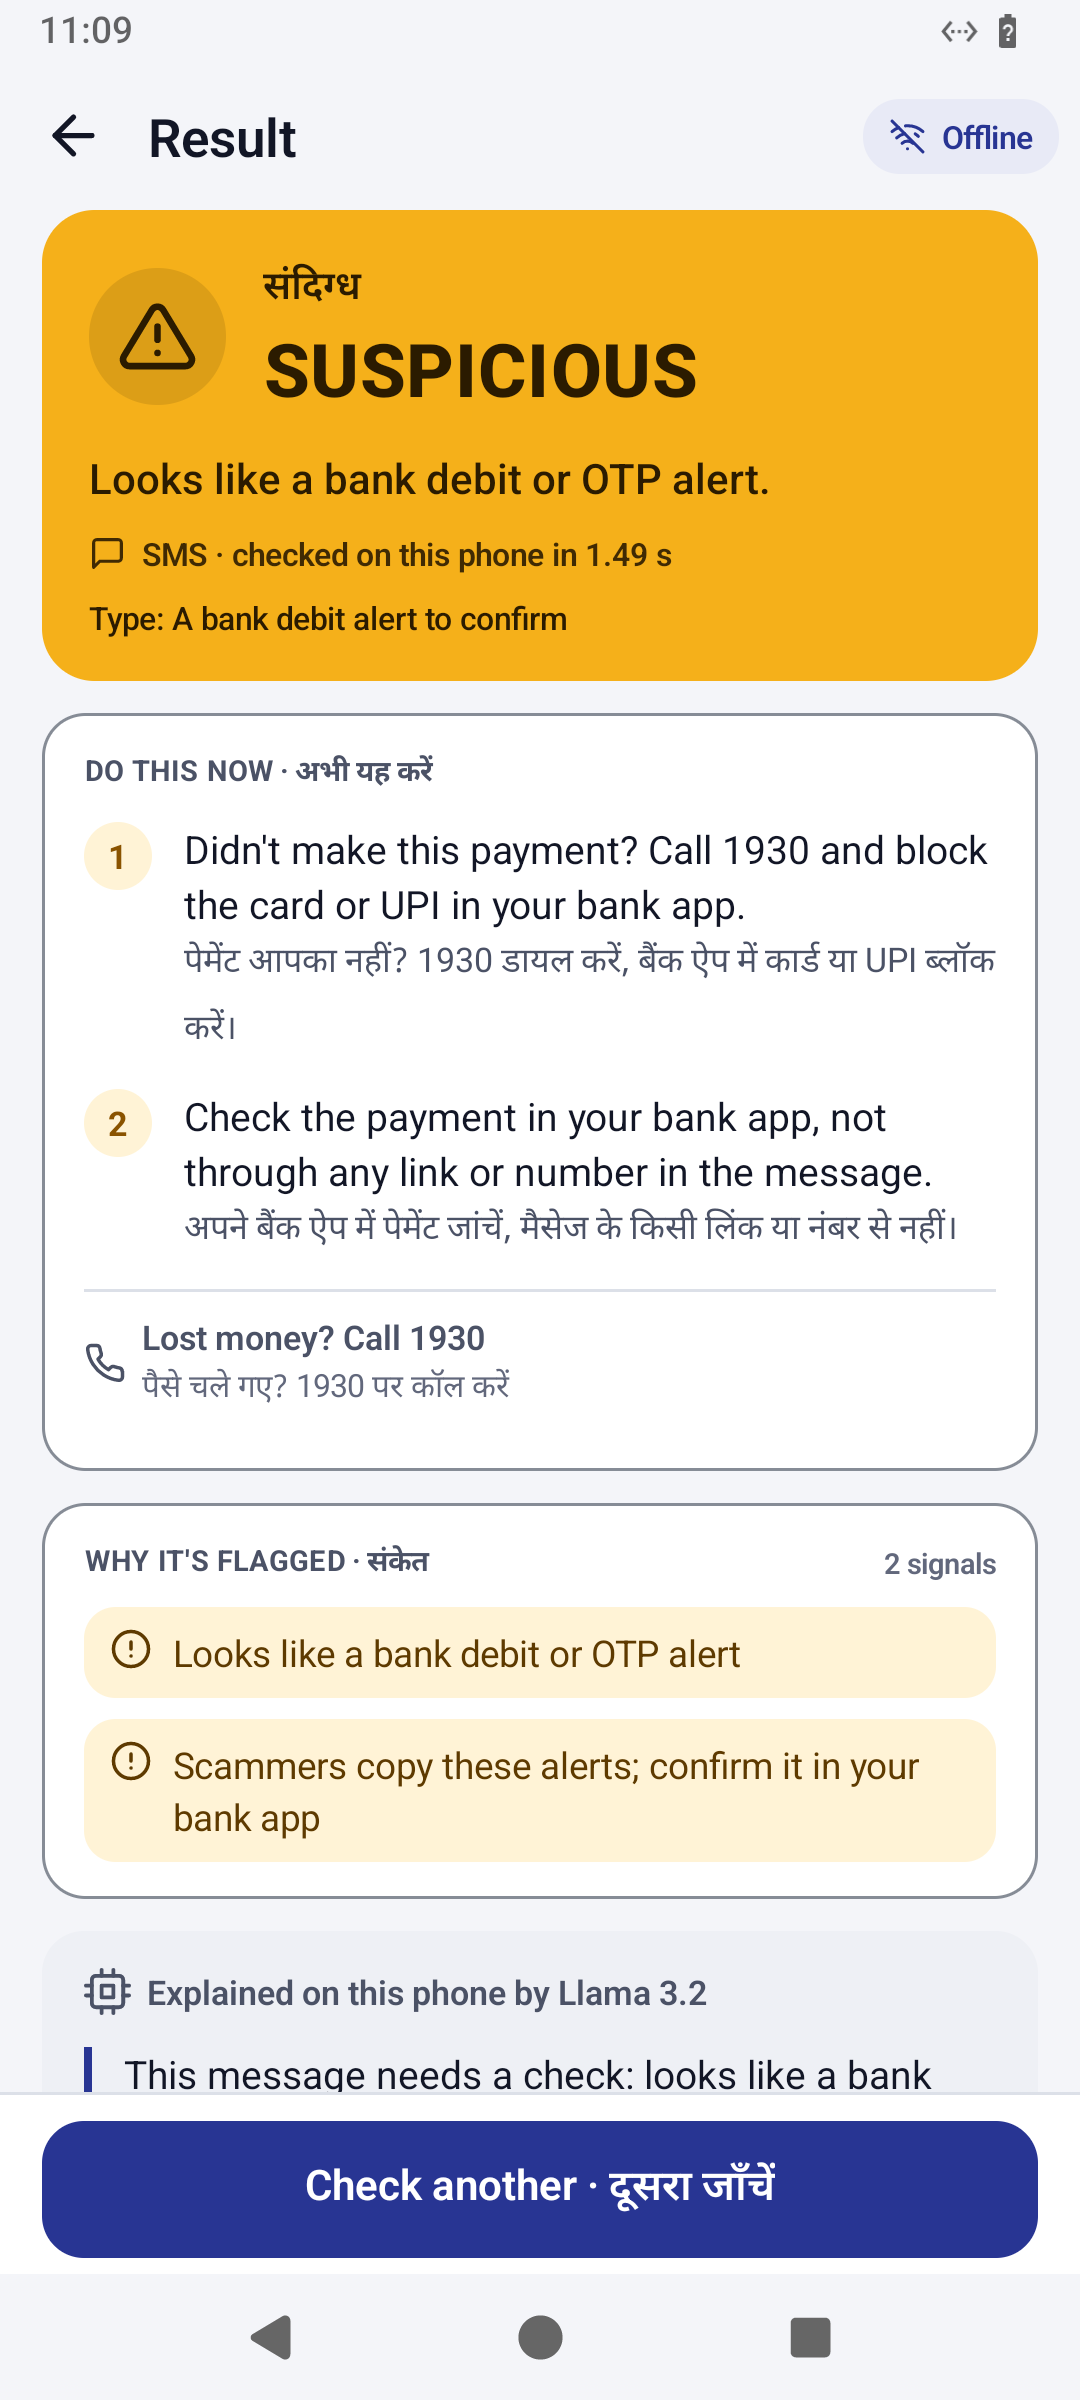 11:09
Result
Offline
संदिग्ध
SUSPICIOUS
Looks like a bank debit or OTP alert.
SMS · checked on this phone in 1.49 s
Type: A bank debit alert to confirm
DO THIS NOW · अभी यह करें
1
Didn't make this payment? Call 1930 and block
the card or UPI in your bank app.
पेमेंट आपका नहीं? 1930 डायल करें, बैंक ऐप में कार्ड या UPI ब्लॉक
करें।
2
Check the payment in your bank app, not
through any link or number in the message.
अपने बैंक ऐप में पेमेंट जांचें, मैसेज के किसी लिंक या नंबर से नहीं।
Lost money? Call 1930
पैसे चले गए? 1930 पर कॉल करें
WHY IT'S FLAGGED · संकेत
2 signals
Looks like a bank debit or OTP alert
Scammers copy these alerts; confirm it in your
bank app
Explained on this phone by Llama 3.2
This message needs a check: looks like a bank
Check another · दूसरा जाँचें